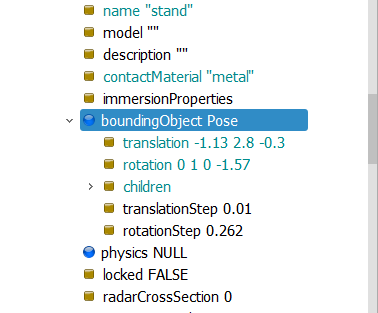 name "stand"
model ""
description ""
contactMaterial "metal"
immersionProperties
boundingObject Pose
translation -1.13 2.8 -0.3
rotation 0 1 0 -1.57
children
translationStep 0.01
rotationStep 0.262
physics NULL
locked FALSE
radarCrossSection 0